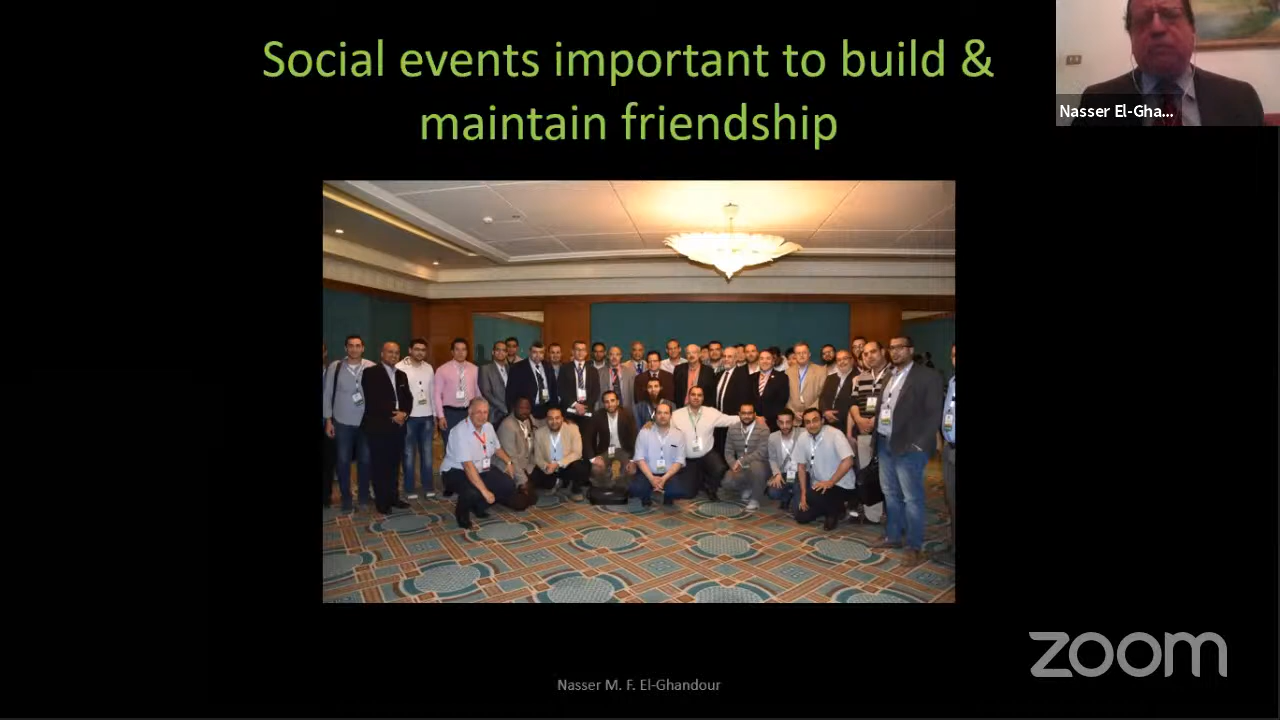 Social events important to build &
maintain friendship
Nasser El-Gha...
zoom
Nasser M. F. El-Ghandour